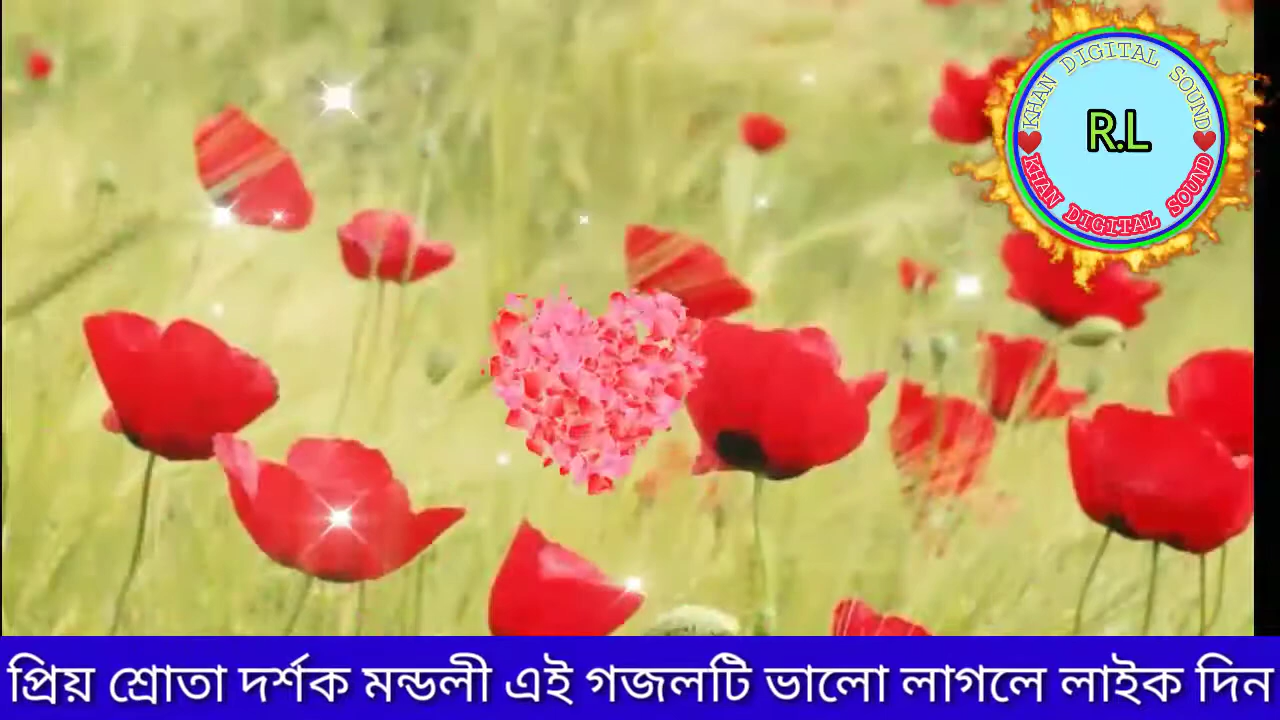 KHAN DIGITAL SOUND
R.L
KHAN DIGITAL SOUND
প্রিয় শ্রোতা দর্শক মন্ডলী এই গজলটি ভালো লাগলে লাইক দিন